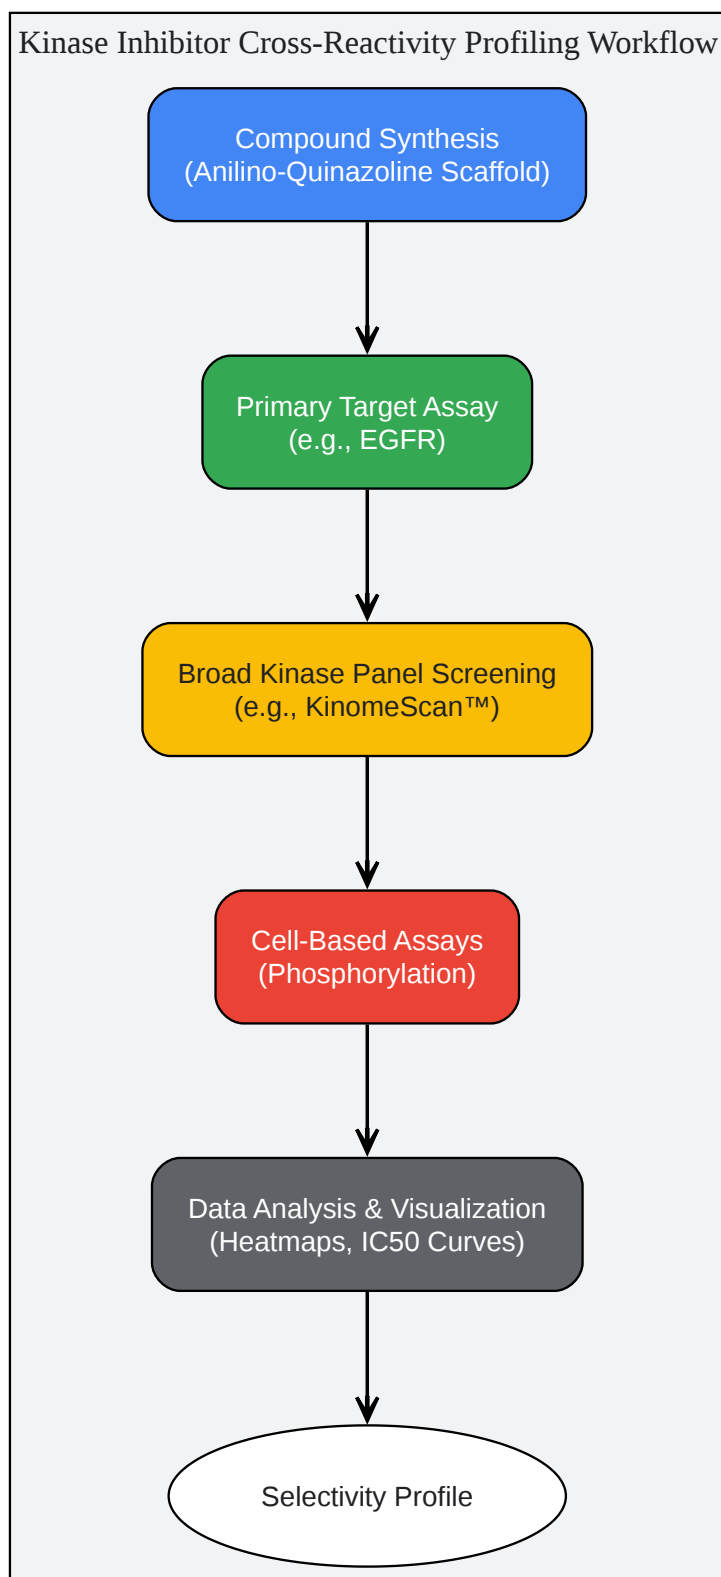 Kinase Inhibitor Cross-Reactivity Profiling Workflow
Compound Synthesis
(Anilino-Quinazoline Scaffold)
Primary Target Assay
(e.g., EGFR)
Broad Kinase Panel Screening
(e.g., KinomeScan™)
Cell-Based Assays
(Phosphorylation)
Data Analysis & Visualization
(Heatmaps, IC50 Curves)
Selectivity Profile